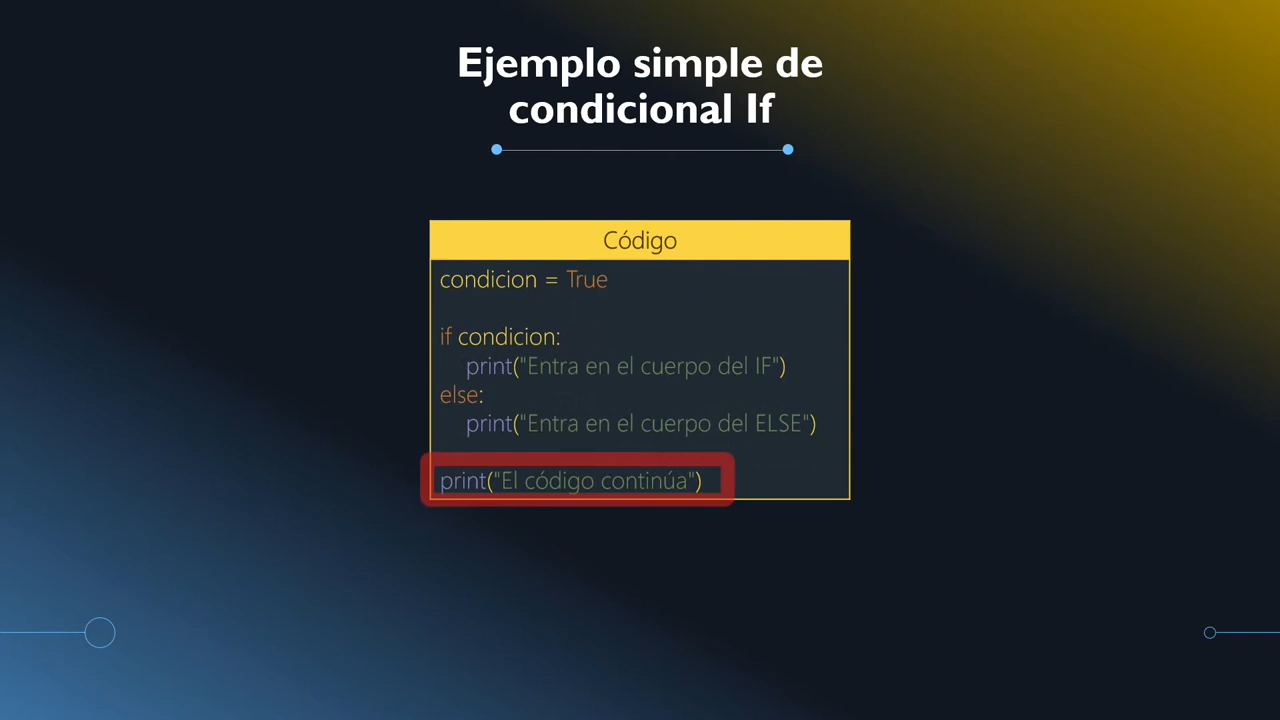 Ejemplo simple de
condicional If
Código
condicion = True
if condicion:
print("Entra en el cuerpo del IF")
else:
print("Entra en el cuerpo del ELSE")
print("El código continúa")